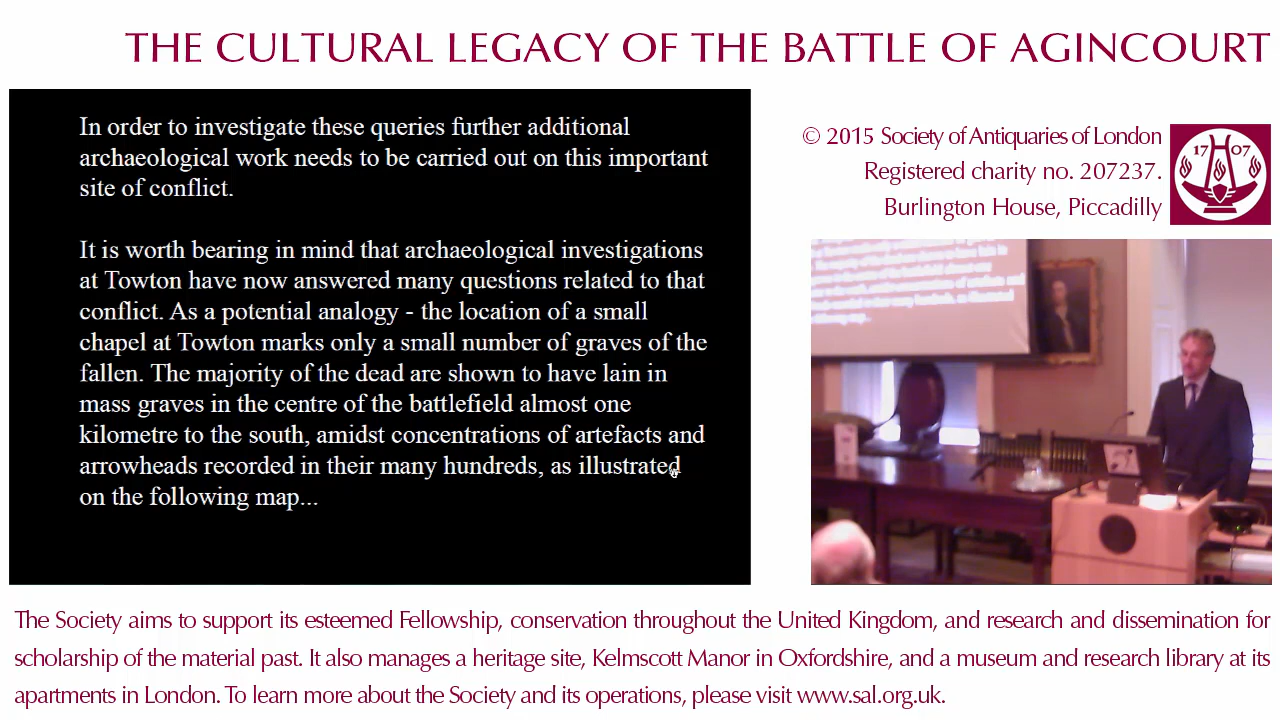 THE CULTURAL LEGACY OF THE BATTLE OF AGINCOURT
In order to investigate these queries further additional
archaeological work needs to be carried out on this important
site of conflict.
It is worth bearing in mind that archaeological investigations
at Towton have now answered many questions related to that
conflict. As a potential analogy - the location of a small
chapel at Towton marks only a small number of graves of the
fallen. The majority of the dead are shown to have lain in
mass graves in the centre of the battlefield almost one
kilometre to the south, amidst concentrations of artefacts and
arrowheads recorded in their many hundreds, as illustrated
on the following map...
© 2015 Society of Antiquaries of London
Registered charity no. 207237.
Burlington House, Piccadilly
17 07
The Society aims to support its esteemed Fellowship, conservation throughout the United Kingdom, and research and dissemination for
scholarship of the material past. It also manages a heritage site, Kelmscott Manor in Oxfordshire, and a museum and research library at its
apartments in London. To learn more about the Society and its operations, please visit www.sal.org.uk.